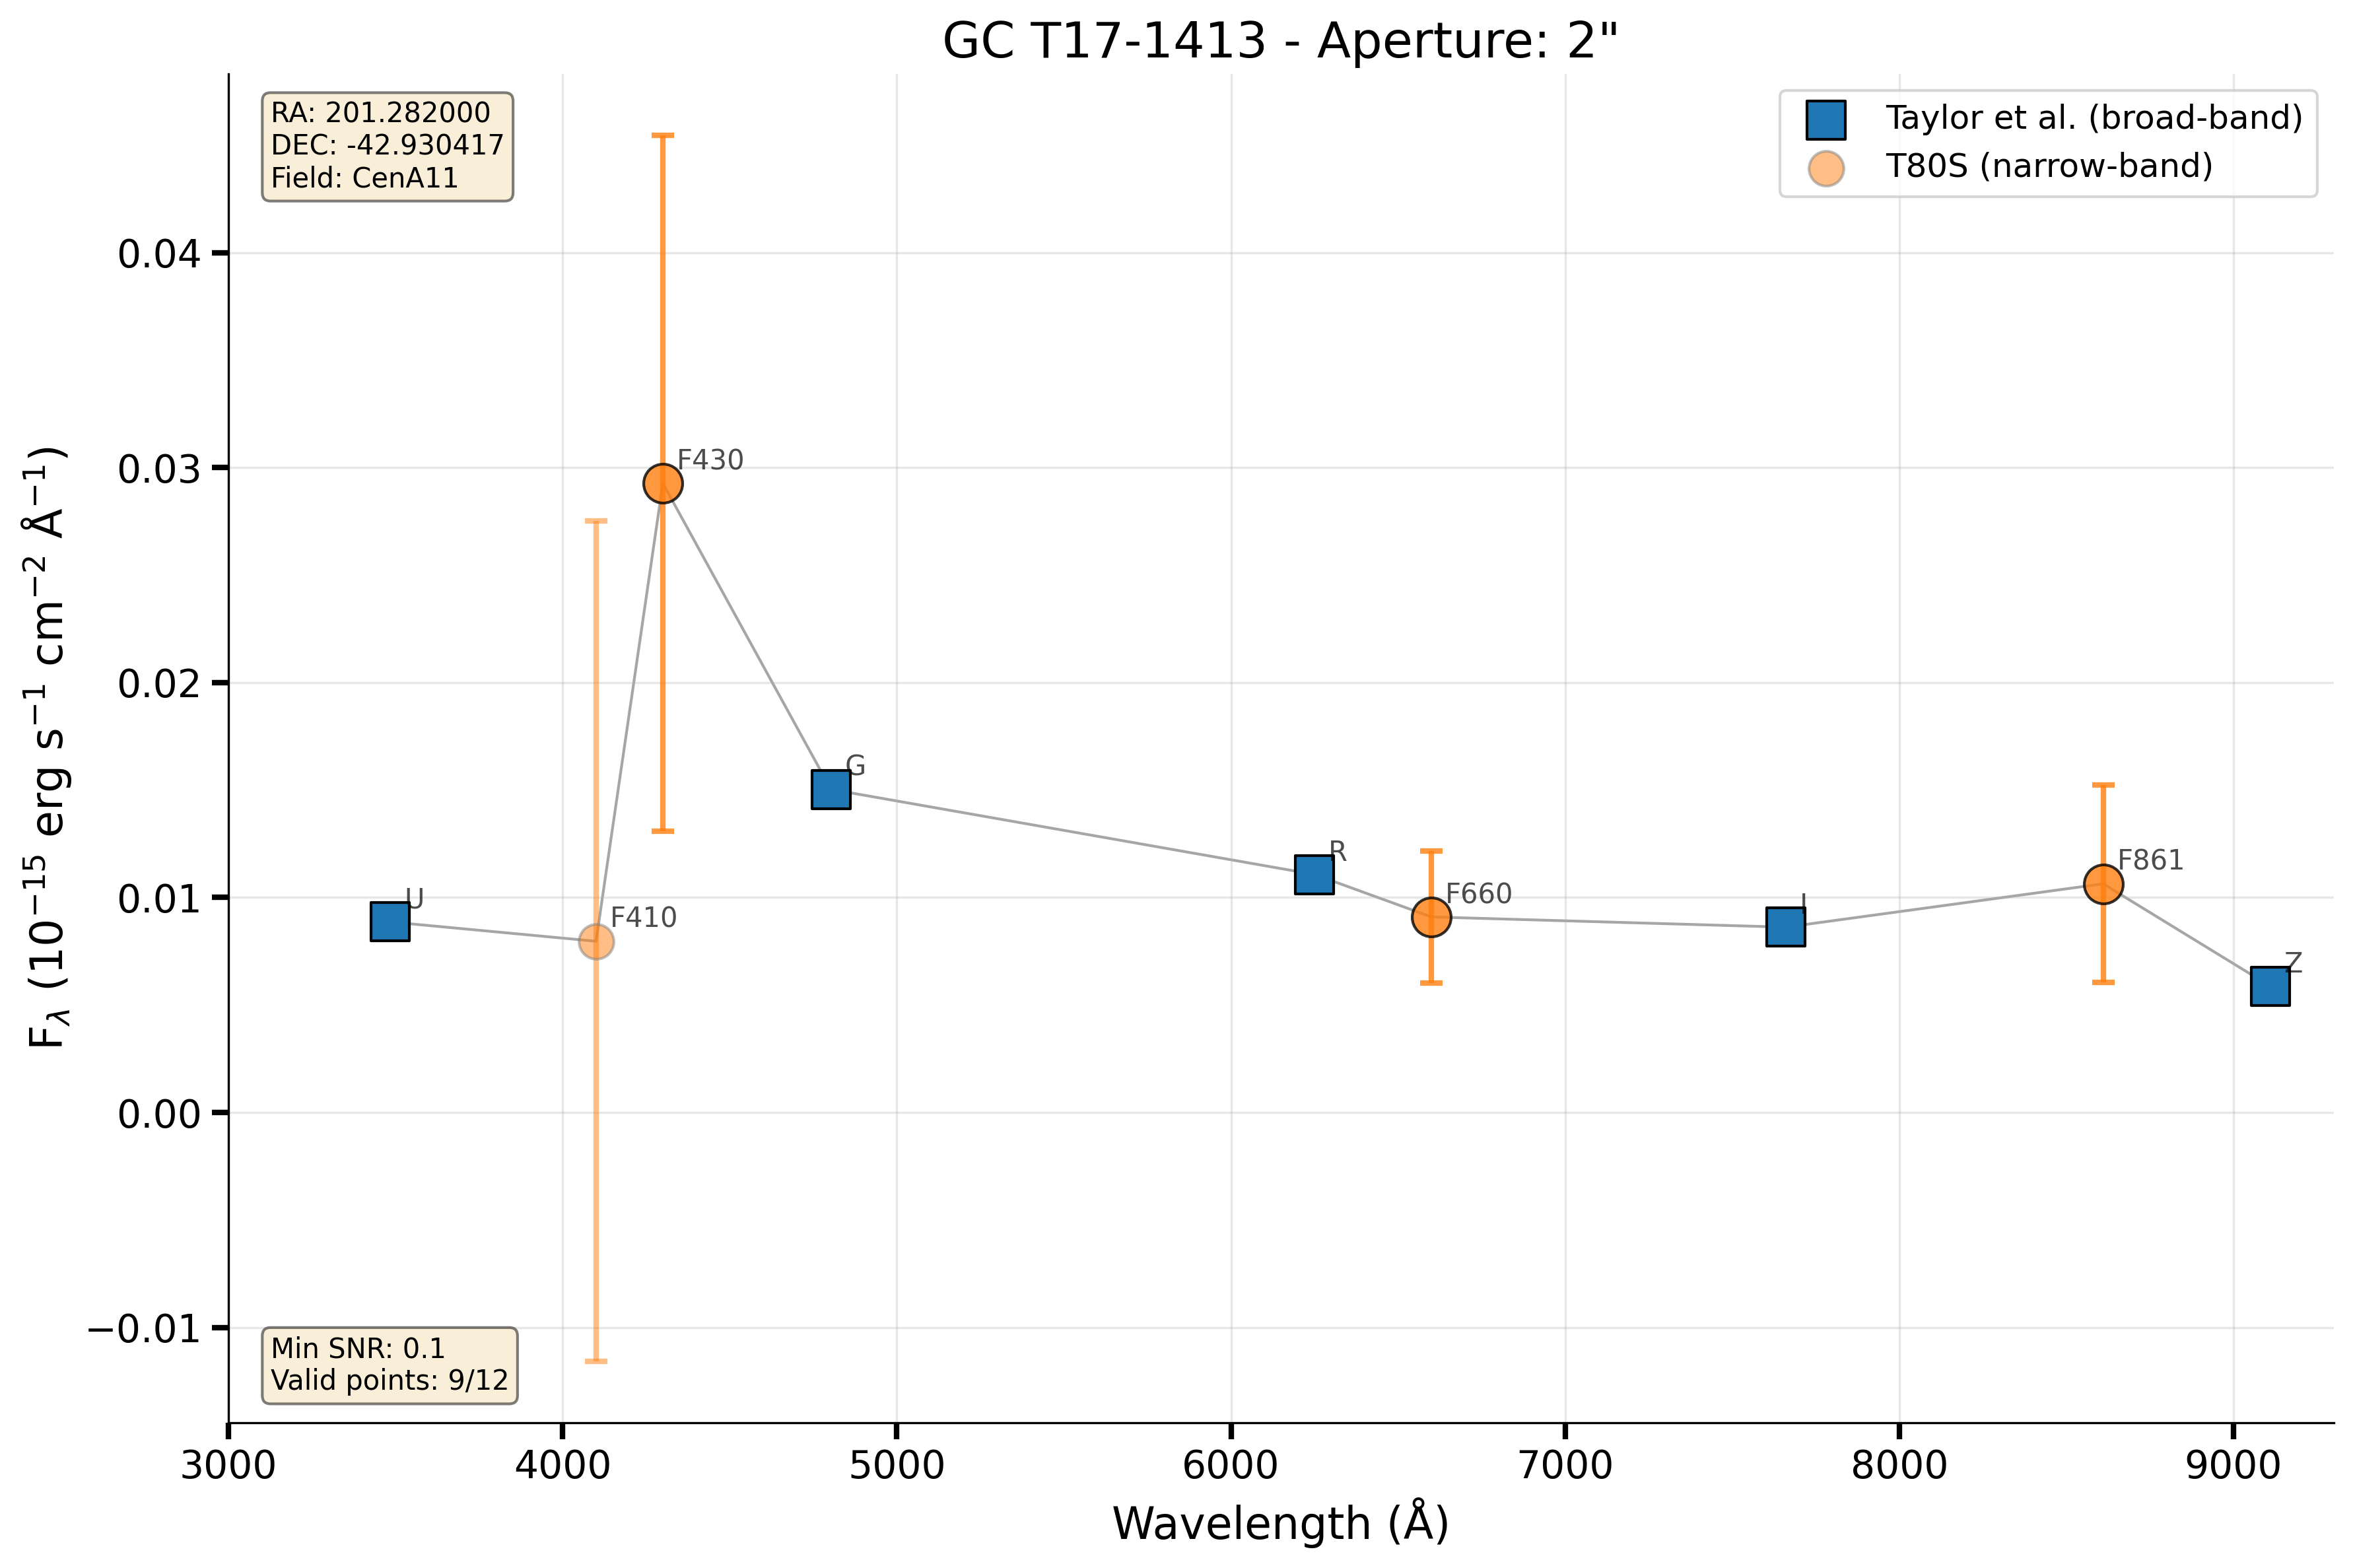 GC T17-1413 - Aperture: 2"
RA: 201.282000
DEC: -42.930417
Field: CenA11
Taylor et al. (broad-band)
T80S (narrow-band)
F_λ (10⁻¹⁵ erg s⁻¹ cm⁻² Å⁻¹)
0.04
0.03
0.02
0.01
0.00
−0.01
U
F410
F430
G
R
F660
I
F861
Z
Min SNR: 0.1
Valid points: 9/12
3000 4000 5000 6000 7000 8000 9000
Wavelength (Å)